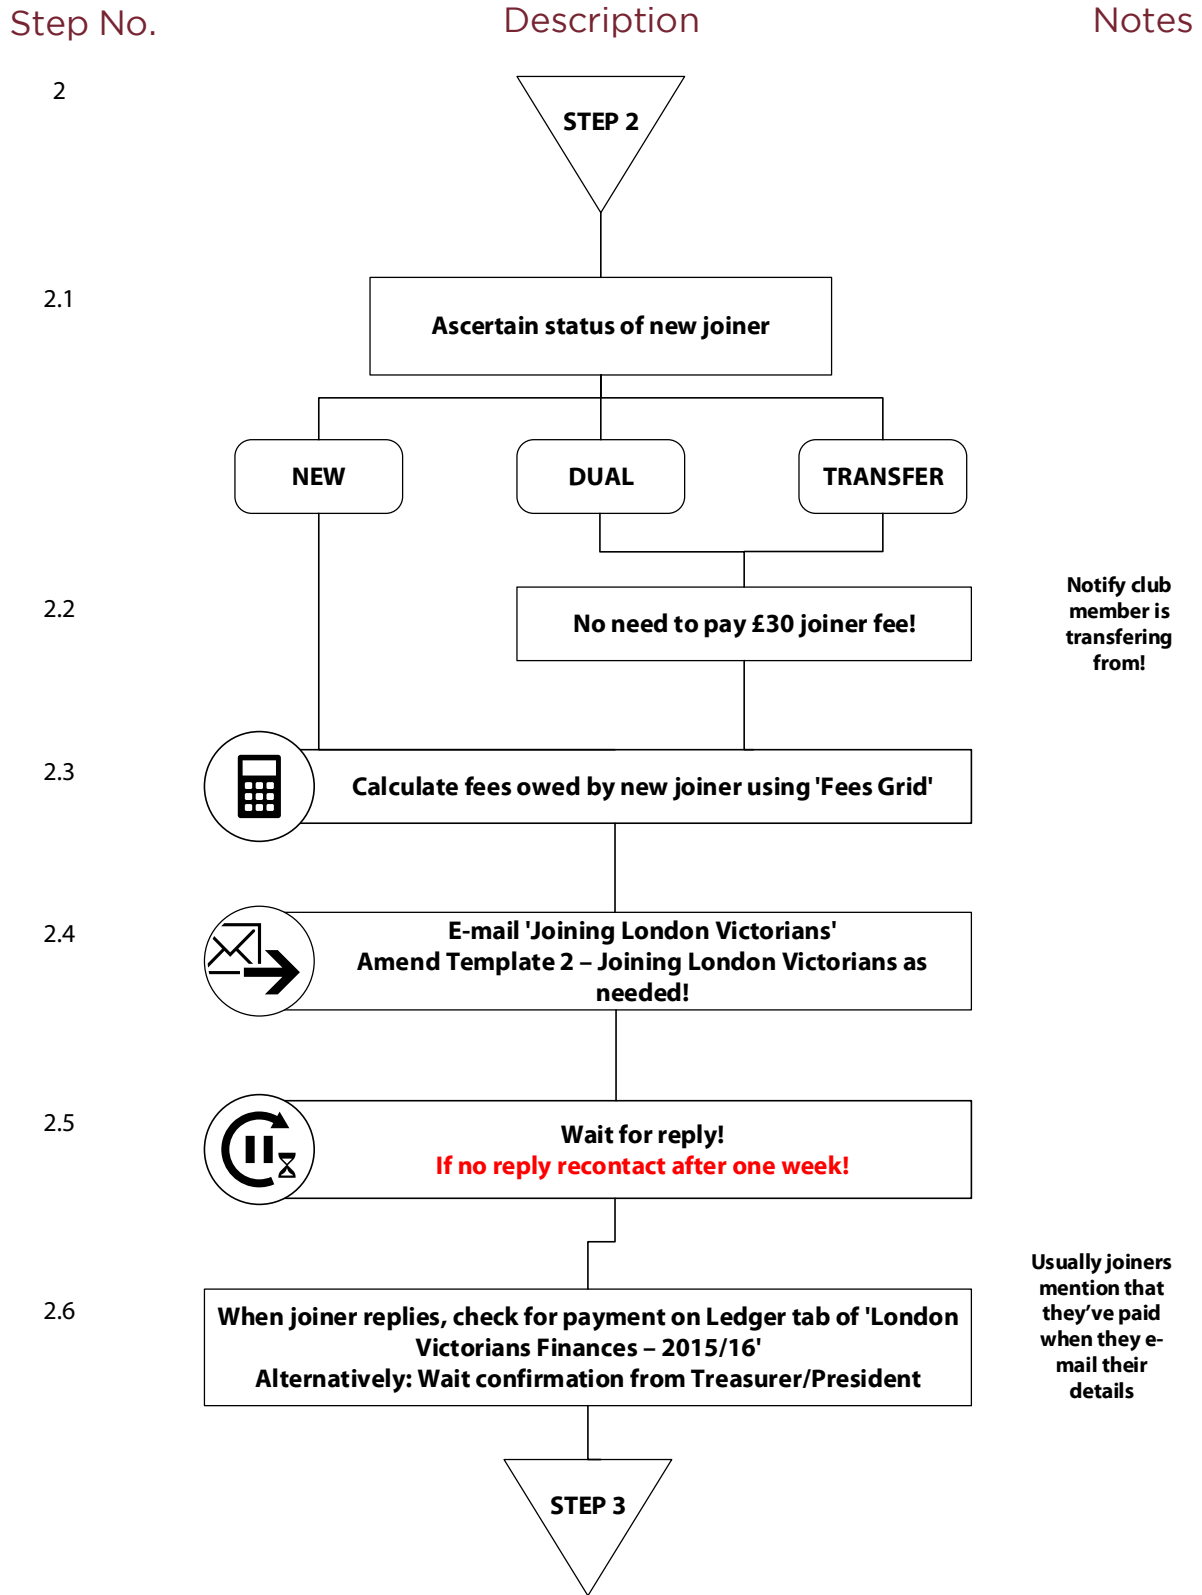 Step No.
Description
Notes
2
STEP 2
2.1
Ascertain status of new joiner
NEW
DUAL
TRANSFER
2.2
No need to pay £30 joiner fee!
Notify club
member is
transfering
from!
2.3
Calculate fees owed by new joiner using 'Fees Grid'
2.4
E-mail 'Joining London Victorians'
Amend Template 2 – Joining London Victorians as
needed!
2.5
Wait for reply!
If no reply recontact after one week!
2.6
When joiner replies, check for payment on Ledger tab of 'London
Victorians Finances – 2015/16'
Alternatively: Wait confirmation from Treasurer/President
Usually joiners
mention that
they’ve paid
when they e-
mail their
details
STEP 3